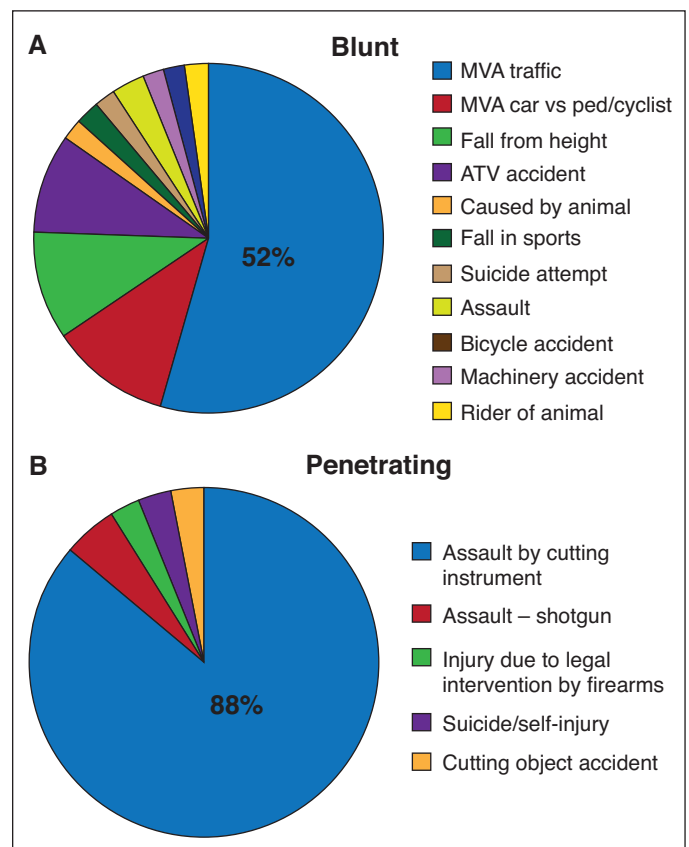 A
Blunt
MVA traffic
MVA car vs ped/cyclist
Fall from height
ATV accident
Caused by animal
Fall in sports
Suicide attempt
Assault
Bicycle accident
Machinery accident
Rider of animal
52%
B
Penetrating
Assault by cutting
instrument
Assault – shotgun
Injury due to legal
intervention by firearms
Suicide/self-injury
Cutting object accident
88%